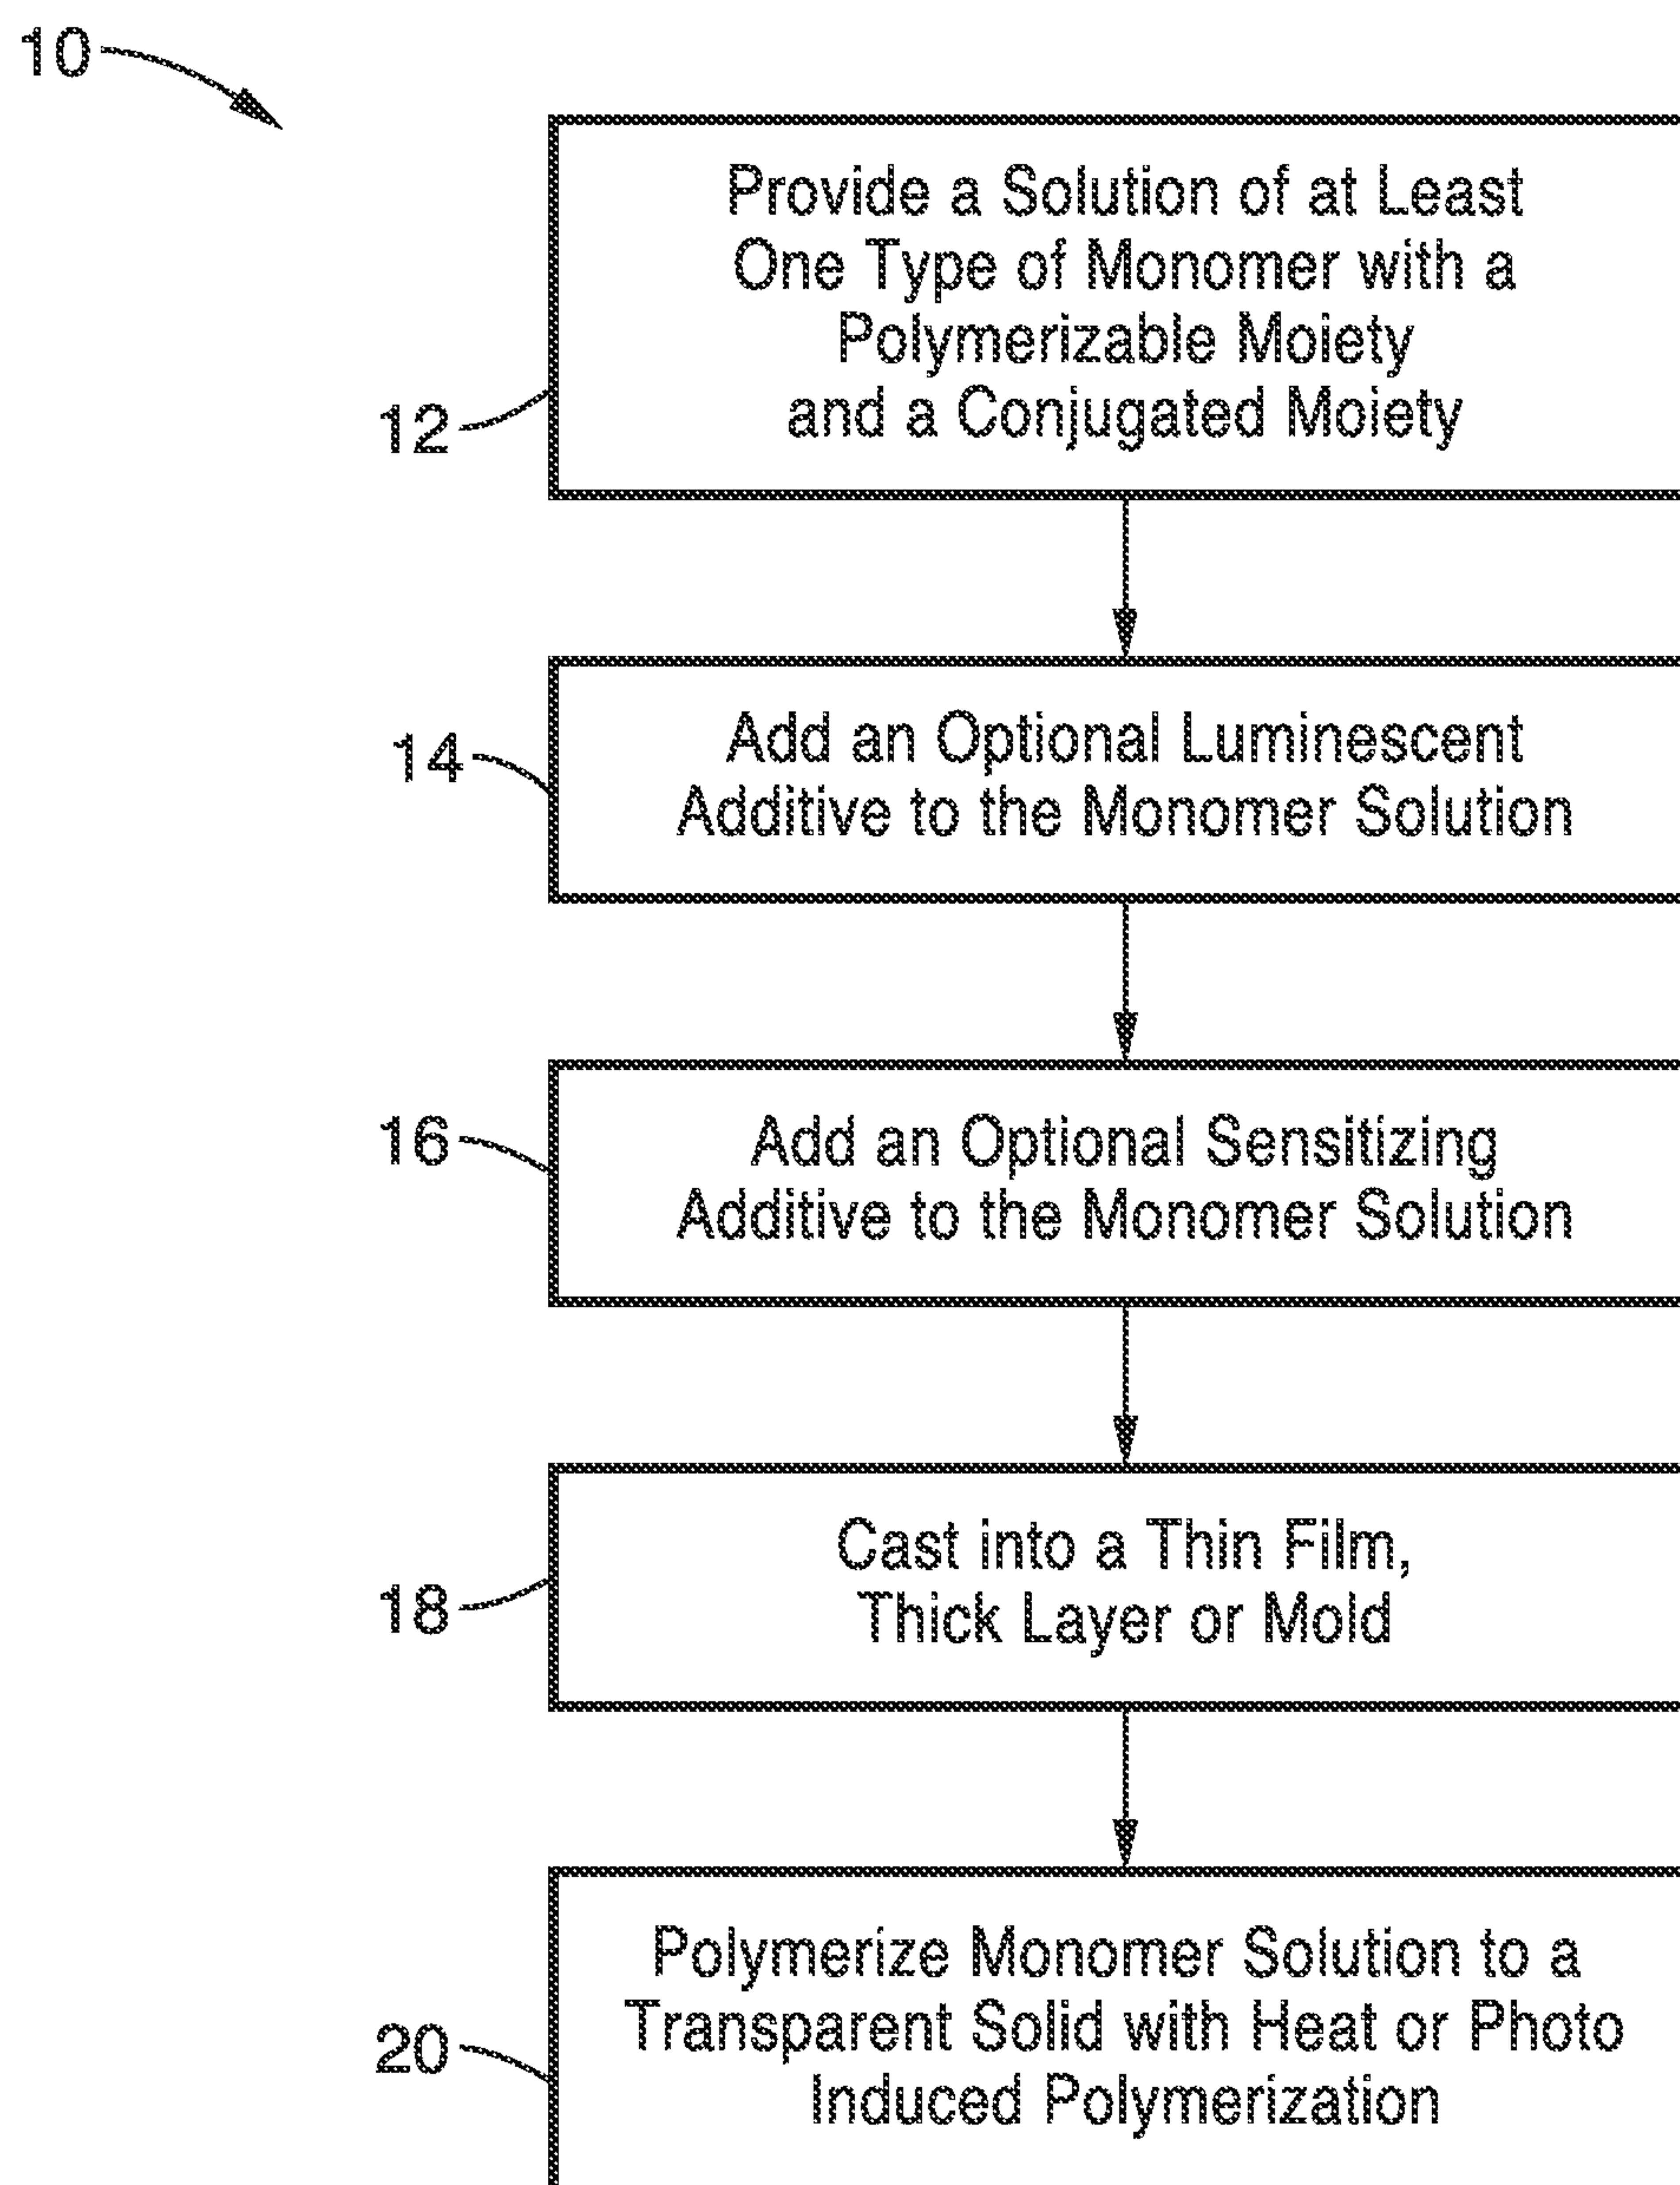 10
Provide a Solution of at Least
One Type of Monomer with a
Polymerizable Moiety
and a Conjugated Moiety
12
Add an Optional Luminescent
Additive to the Monomer Solution
14
Add an Optional Sensitizing
Additive to the Monomer Solution
16
Cast into a Thin Film,
Thick Layer or Mold
18
Polymerize Monomer Solution to a
Transparent Solid with Heat or Photo
Induced Polymerization
20